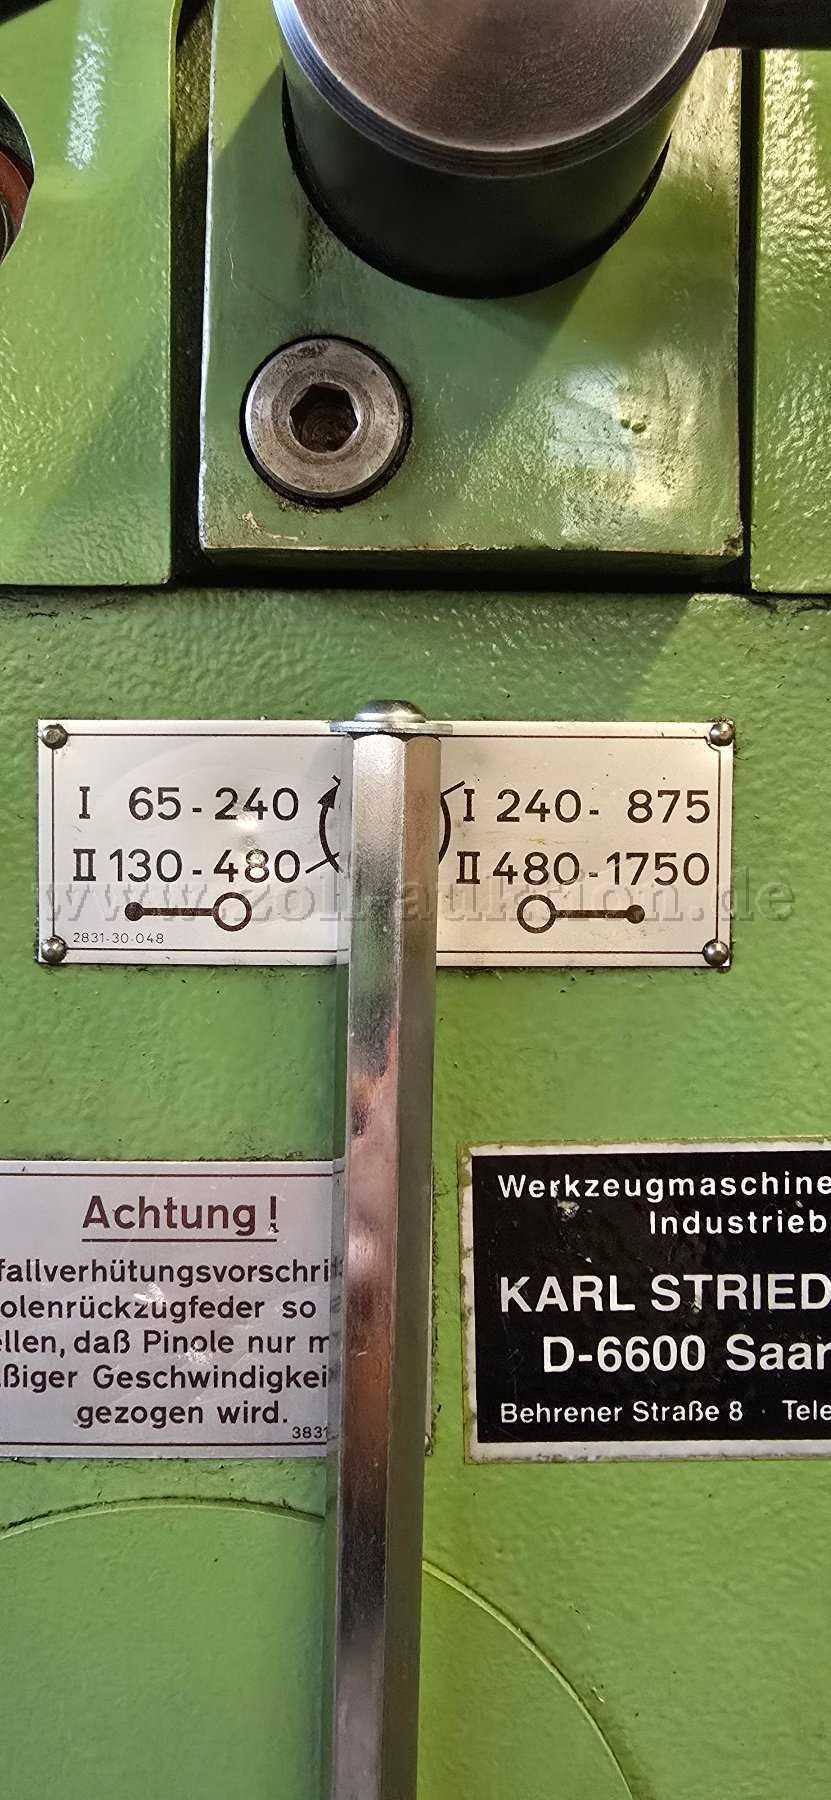 I 65-240
II 130-480
2831-30-048
I 240- 875
II 480-1750
www.zoll-auktion.de
Achtung!
fallverhütungsvorschri
olenrückzugfeder so
ellen, daß Pinole nur m
ßiger Geschwindigkei
gezogen wird.
3831
Werkzeugmaschine
Industrieb
KARL STRIED
D-6600 Saar
Behrener Straße 8 · Tele